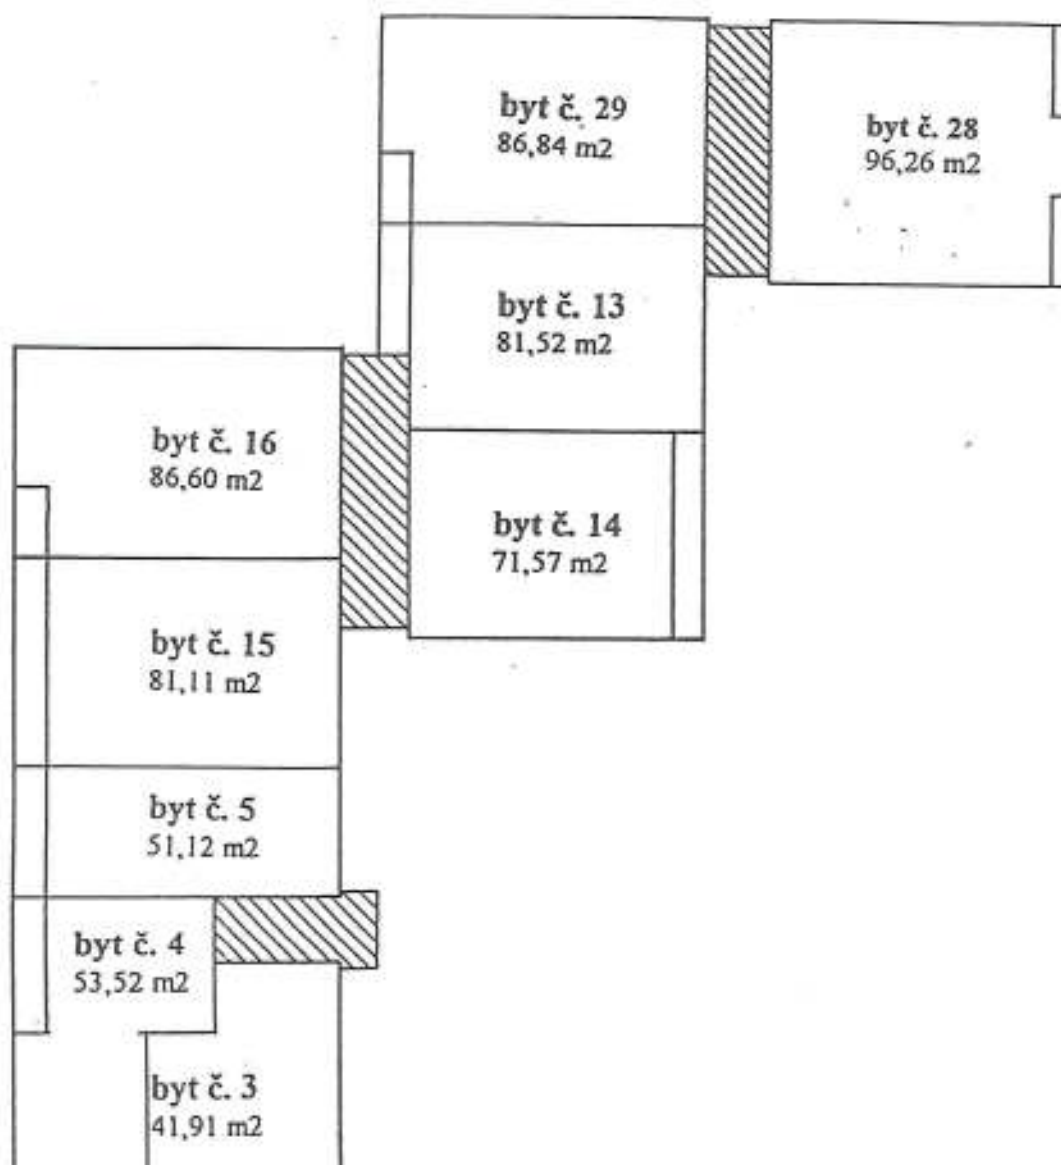 byt č. 29
86,84 m2
byt č. 28
96,26 m2
byt č. 13
81,52 m2
byt č. 16
86,60 m2
byt č. 14
71,57 m2
byt č. 15
81,11 m2
byt č. 5
51,12 m2
byt č. 4
53,52 m2
byt č. 3
41,91 m2